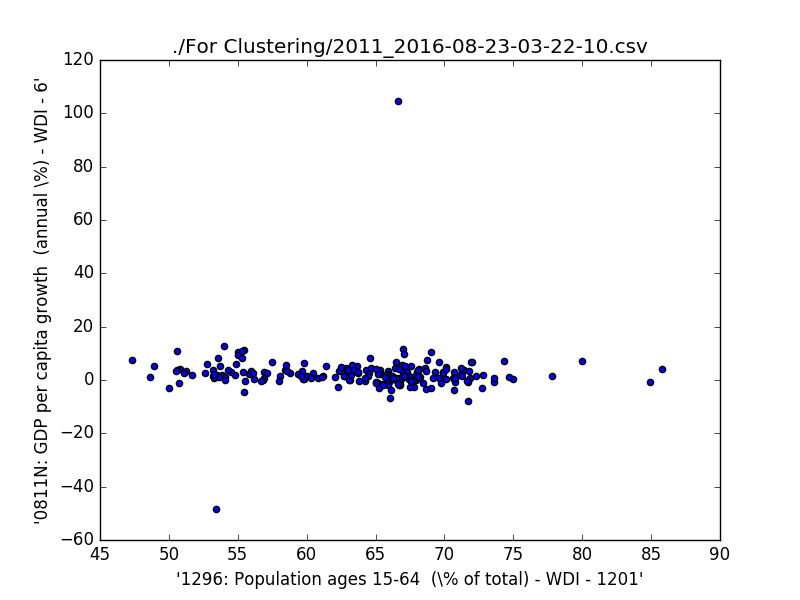 ./For Clustering/2011_2016-08-23-03-22-10.csv
120
100
80
60
40
20
0
−20
−40
−60
'0811N: GDP per capita growth  (annual \%) - WDI - 6'
45 50 55 60 65 70 75 80 85 90
'1296: Population ages 15-64  (\% of total) - WDI - 1201'